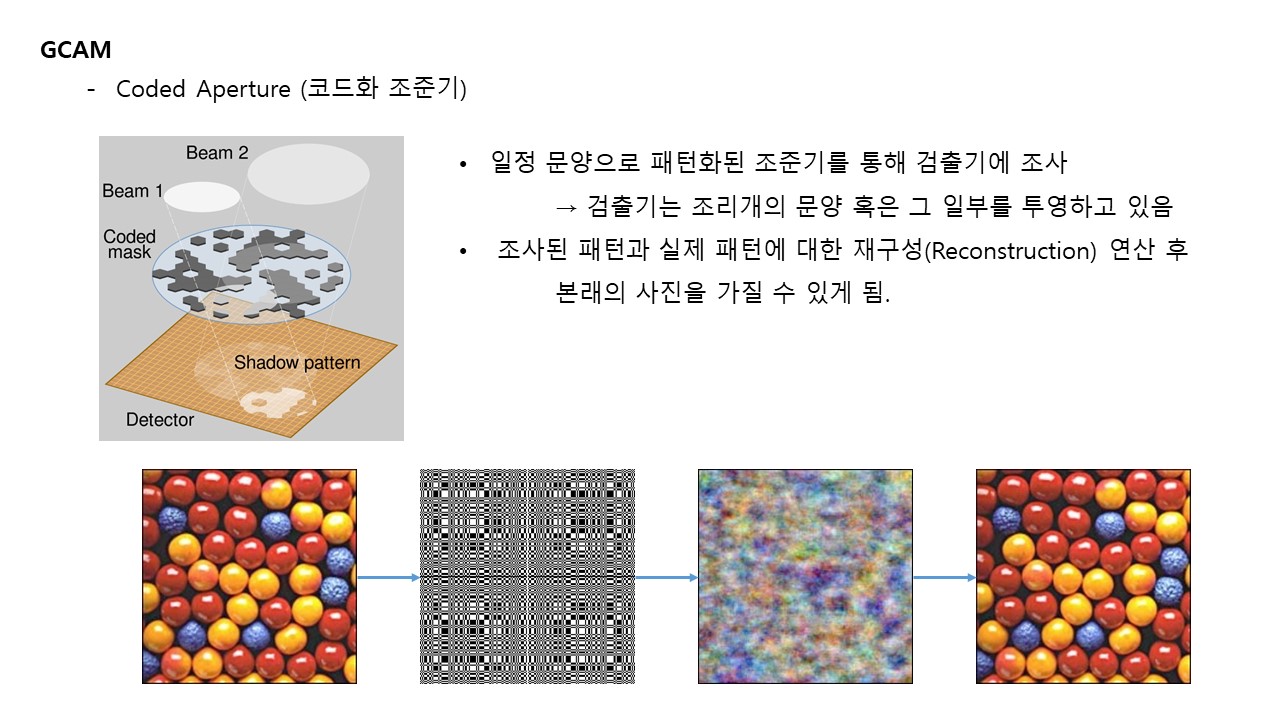 GCAM
- Coded Aperture (코드화 조준기)
Beam 2
Beam 1
Coded
mask
Shadow pattern
Detector
• 일정 문양으로 패턴화된 조준기를 통해 검출기에 조사
→ 검출기는 조리개의 문양 혹은 그 일부를 투영하고 있음
• 조사된 패턴과 실제 패턴에 대한 재구성(Reconstruction) 연산 후
본래의 사진을 가질 수 있게 됨.